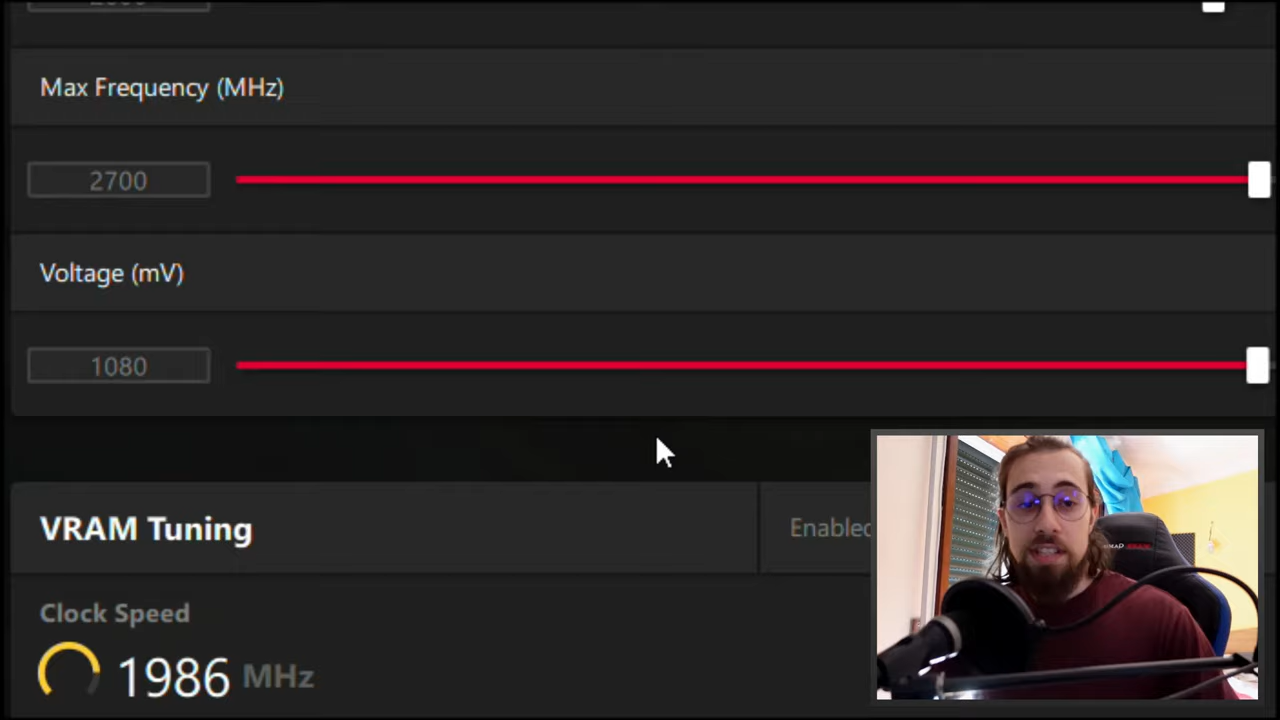 Max Frequency (MHz)
2700
Voltage (mV)
1080
VRAM Tuning
Enabled
Clock Speed
1986 MHz